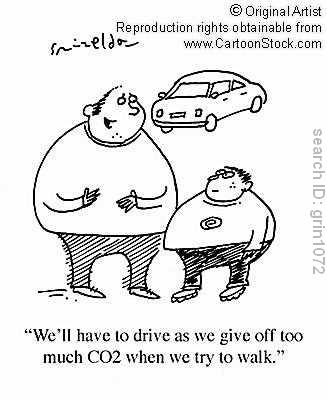 © Original Artist
Reproduction rights obtainable from
www.CartoonStock.com
“We’ll have to drive as we give off too
much CO2 when we try to walk.”
search ID: grin1072